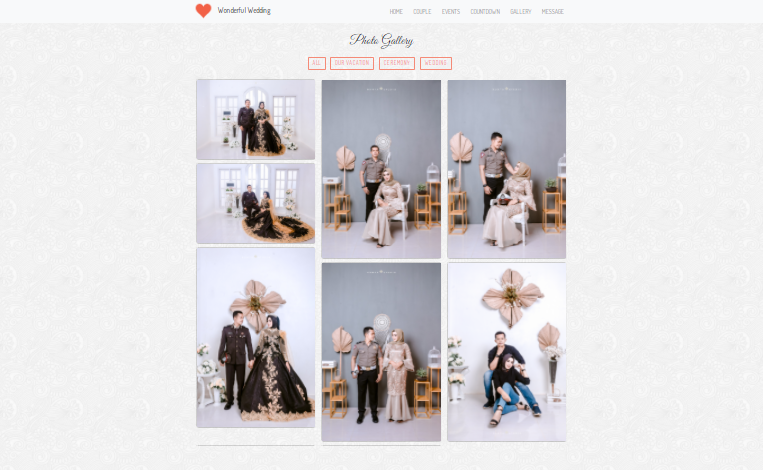 Wonderful Wedding
HOME COUPLE EVENTS COUNTDOWN GALLERY MESSAGE
Photo Gallery
ALL OUR VACATION CEREMONY WEDDING